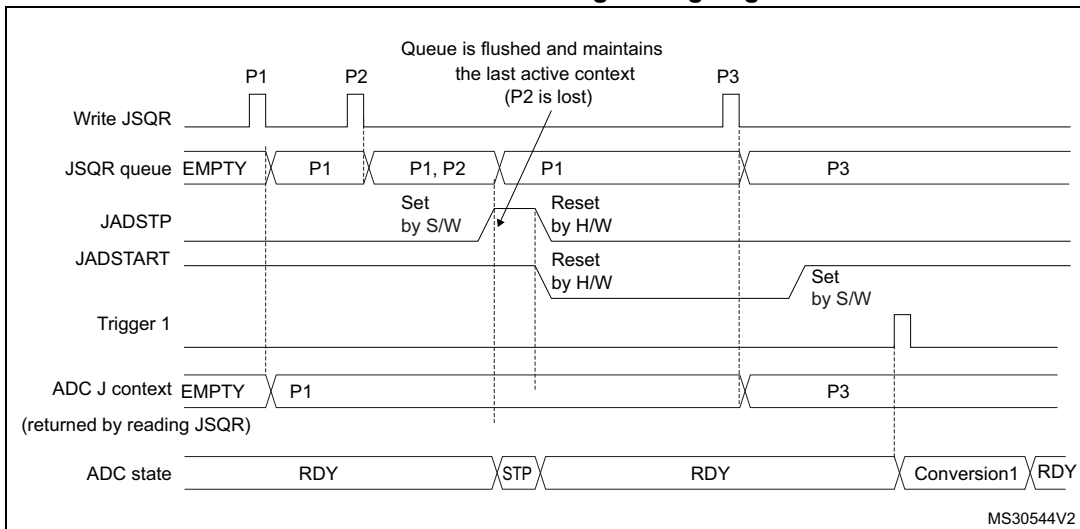 Queue is flushed and maintains
the last active context
(P2 is lost)
P1
P2
P3
Write JSQR
JSQR queue
EMPTY
P1
P1, P2
P1
P3
Set
by S/W
Reset
by H/W
JADSTP
JADSTART
Reset
by H/W
Set
by S/W
Trigger 1
ADC J context
EMPTY
P1
P3
(returned by reading JSQR)
ADC state
RDY
STP
RDY
Conversion1
RDY
MS30544V2